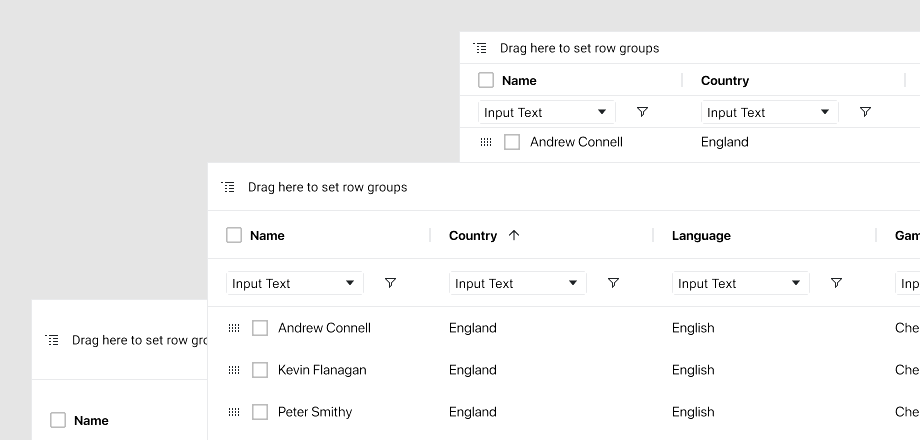 Drag here to set row groups
Name Country
Input Text Input Text
Andrew Connell England
Drag here to set row groups
Name Country Language Gam
Input Text Input Text Input Text Inp
Andrew Connell England English Che
Kevin Flanagan England English Che
Peter Smithy England English Che
Drag here to set row gro
Name